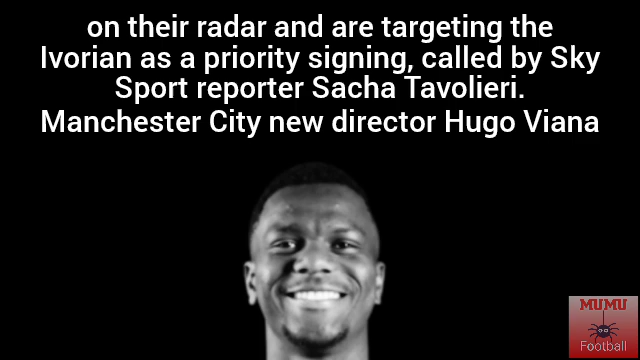 on their radar and are targeting the
Ivorian as a priority signing, called by Sky
Sport reporter Sacha Tavolieri.
Manchester City new director Hugo Viana
MUMU
Football